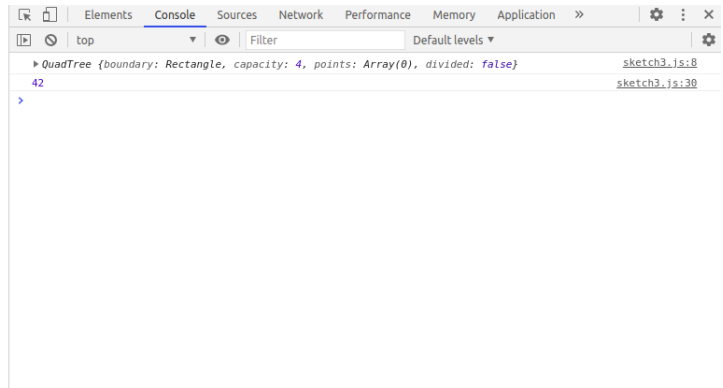 Elements Console Sources Network Performance Memory Application »
top Filter Default levels
QuadTree {boundary: Rectangle, capacity: 4, points: Array(0), divided: false} sketch3.js:8
42 sketch3.js:30